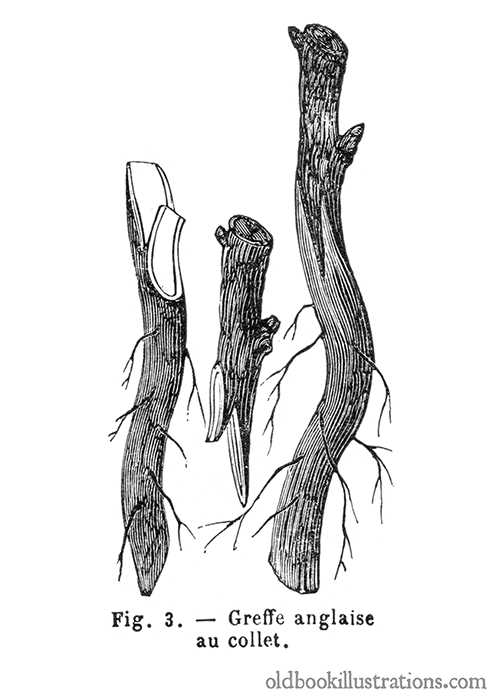 Fig. 3. — Greffe anglaise
au collet.
oldbookillustrations.com